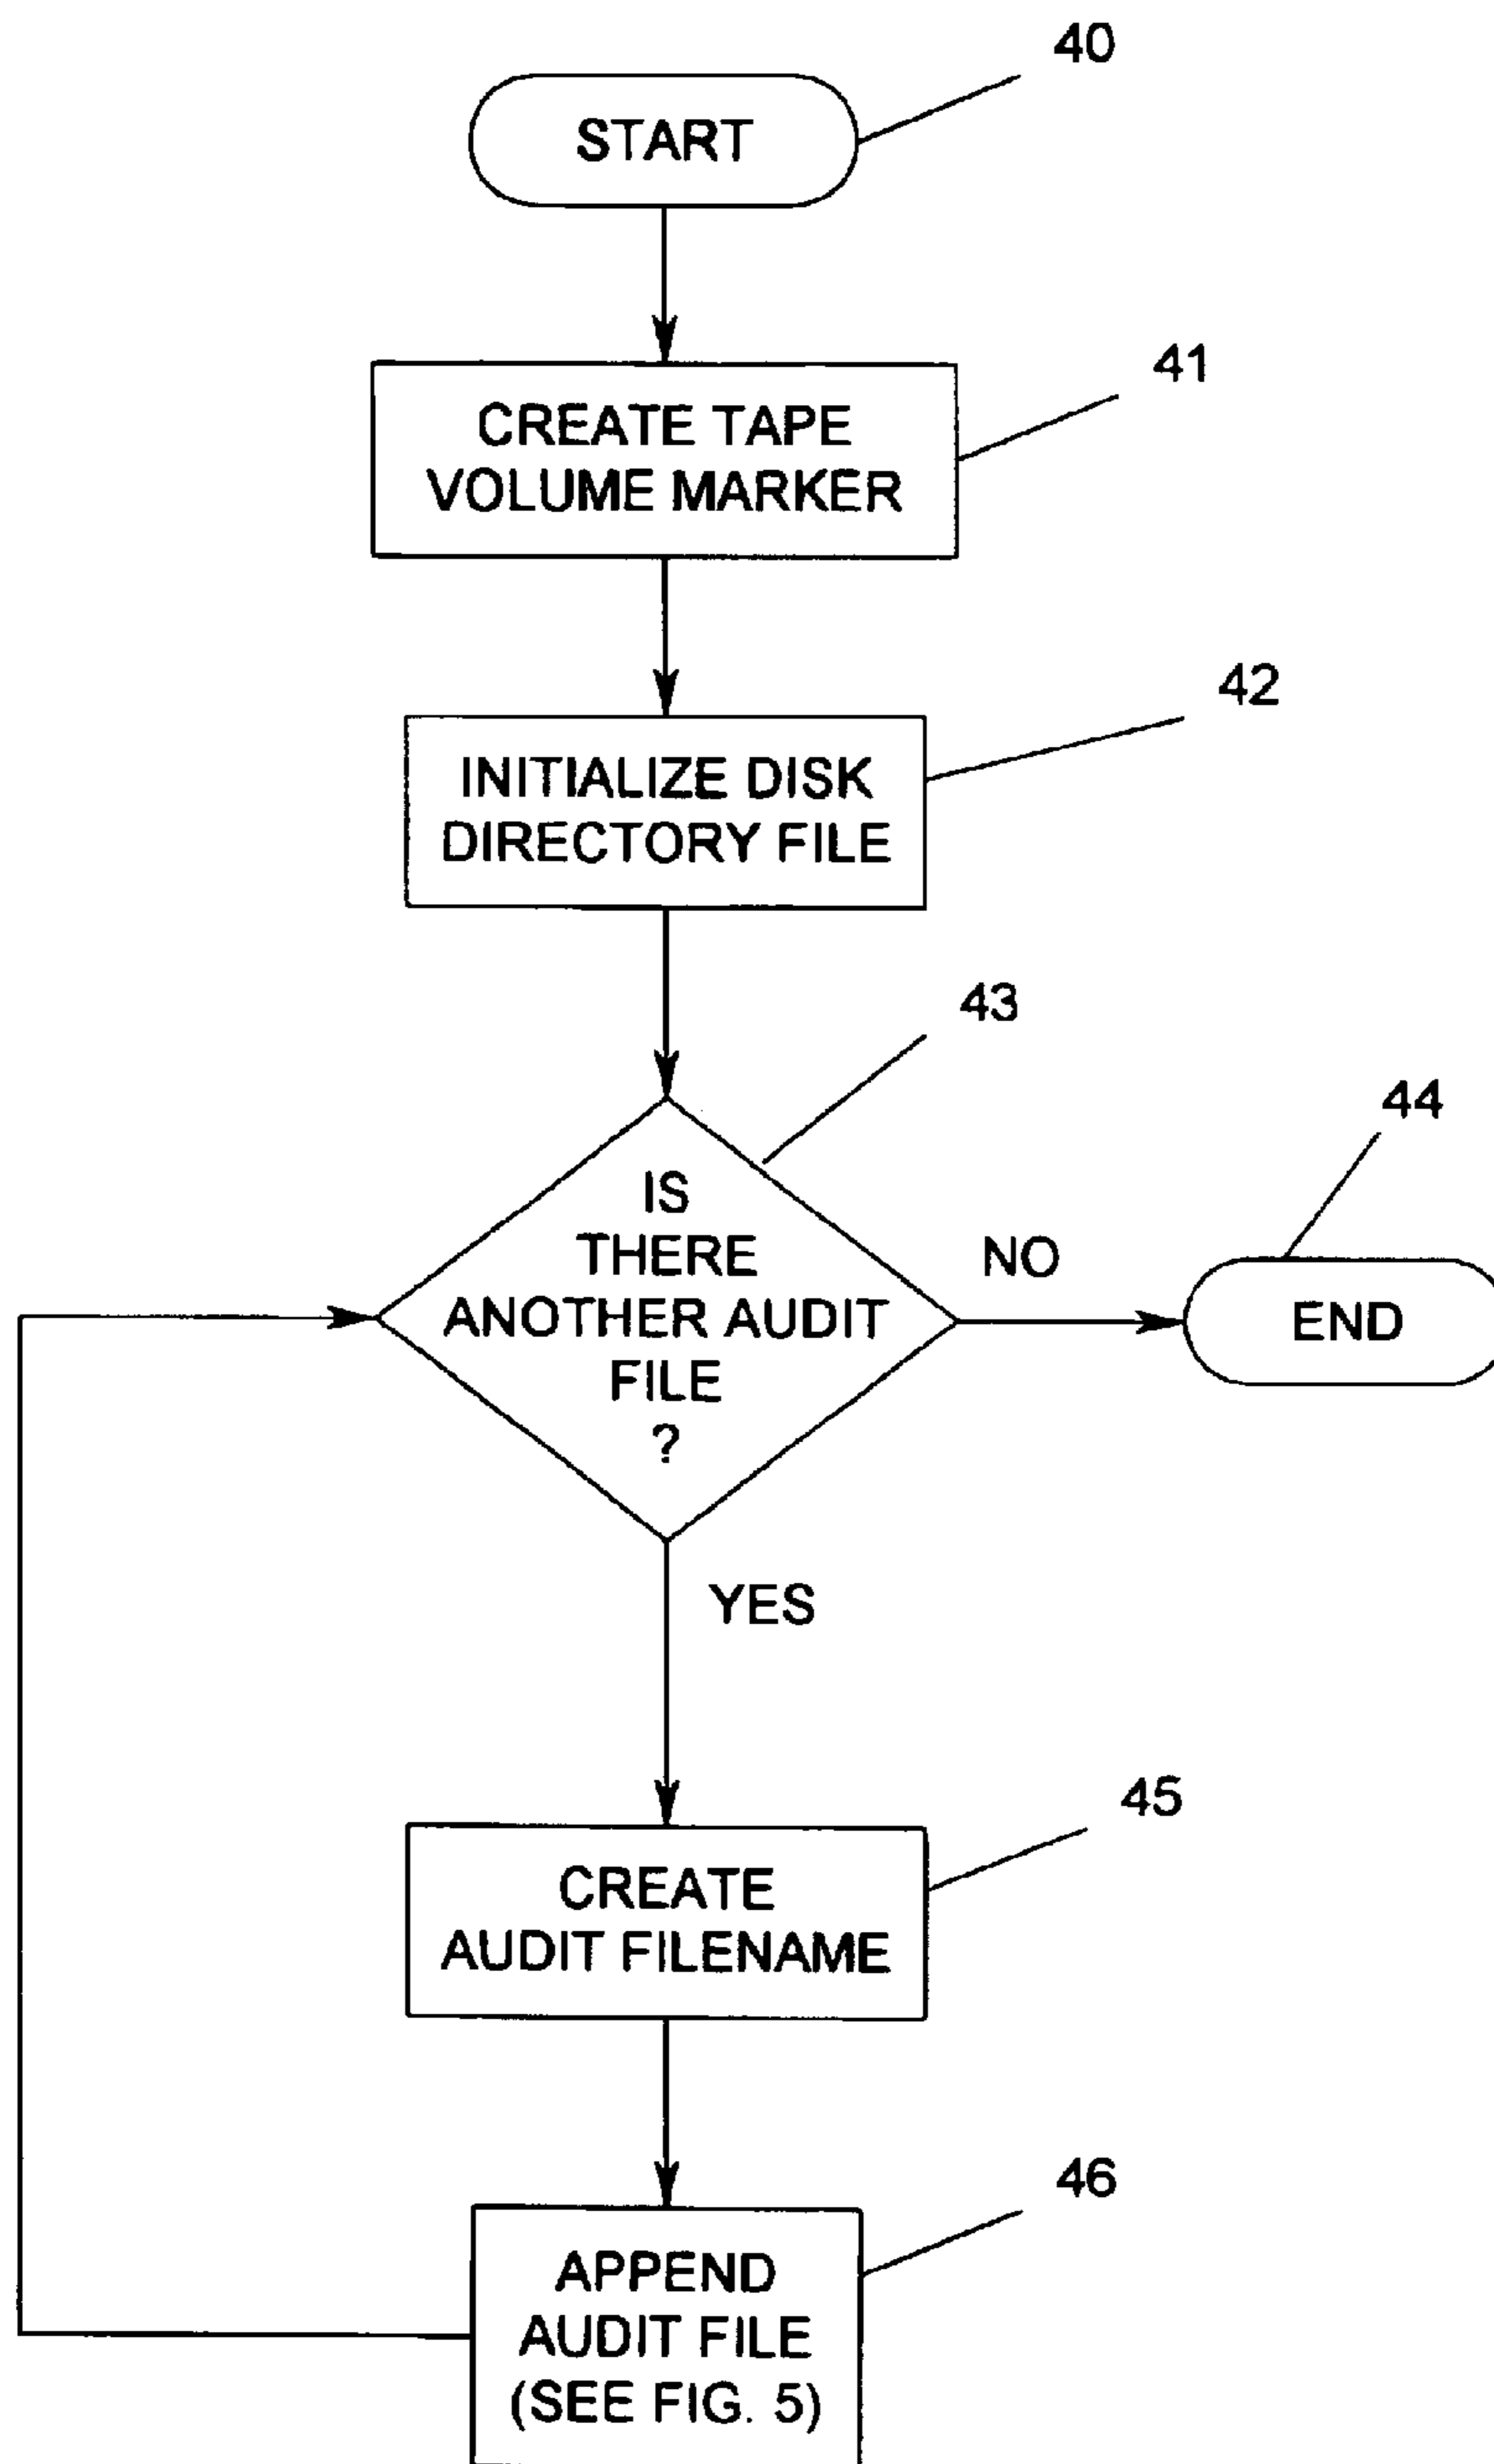 40
START
41
CREATE TAPE
VOLUME MARKER
42
INITIALIZE DISK
DIRECTORY FILE
43
44
IS
THERE
ANOTHER AUDIT
FILE
?
NO
END
YES
45
CREATE
AUDIT FILENAME
46
APPEND
AUDIT FILE
(SEE FIG. 5)